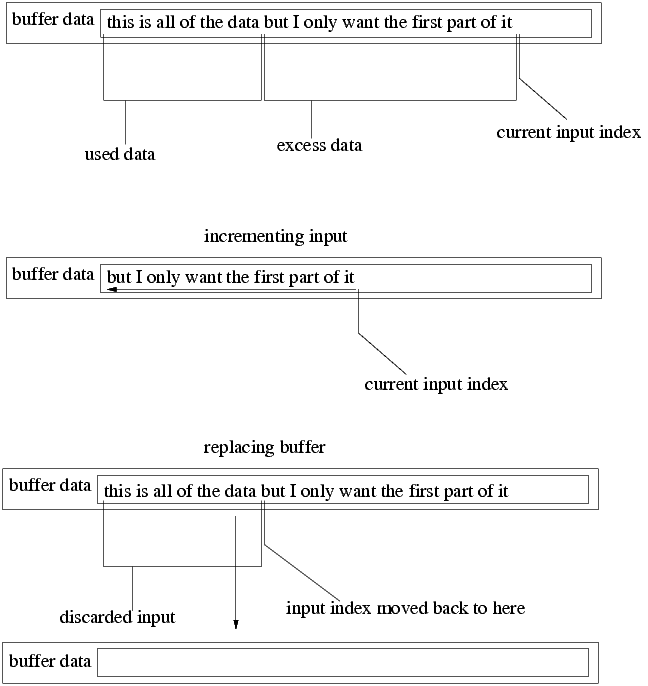 buffer data this is all of the data but I only want the first part of it
current input index
used data
excess data
incrementing input
buffer data but I only want the first part of it
current input index
replacing buffer
buffer data this is all of the data but I only want the first part of it
discarded input
input index moved back to here
buffer data